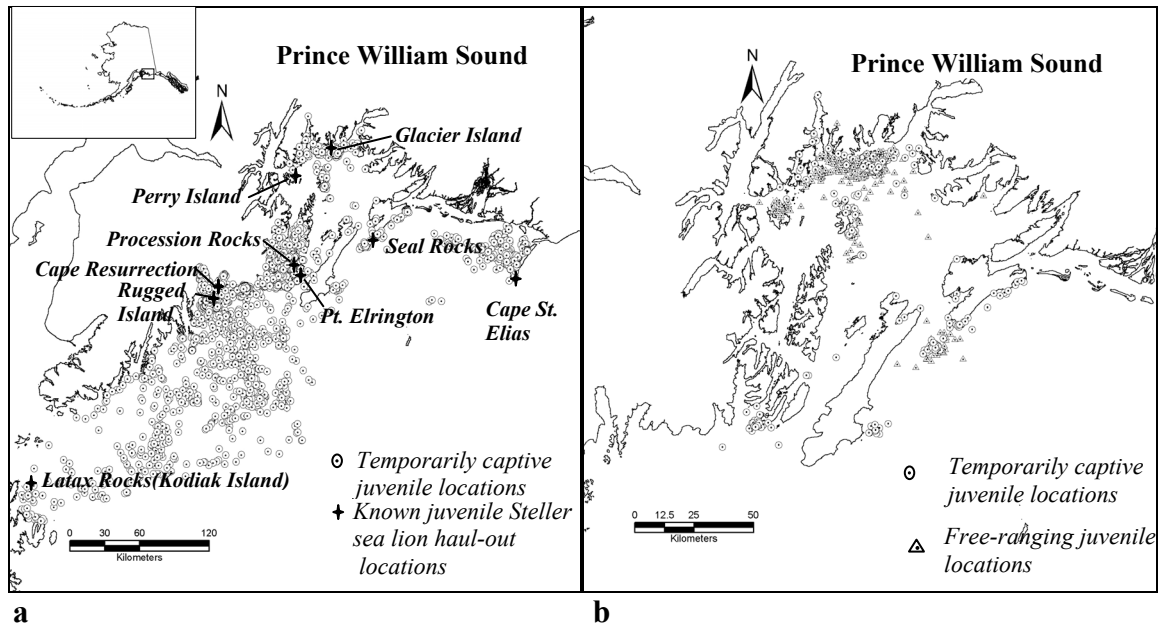 Prince William Sound
N
Glacier Island
Perry Island
Procession Rocks
Seal Rocks
Cape Resurrection
Rugged
Island
Pt. Elrington
Cape St.
Elias
Latax Rocks(Kodiak Island)
Temporarily captive
juvenile locations
Known juvenile Steller
sea lion haul-out
locations
0 30 60 120
Kilometers
a
Prince William Sound
N
Temporarily captive
juvenile locations
Free-ranging juvenile
locations
0 12.5 25 50
Kilometers
b